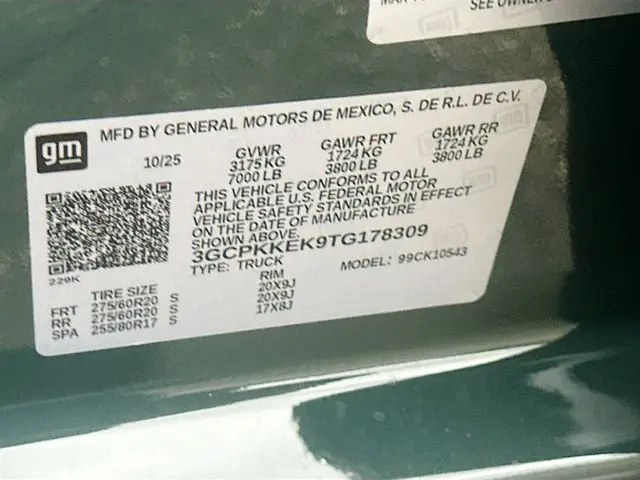 SEE OWNER
gm
MFD BY GENERAL MOTORS DE MEXICO, S. DE R.L. DE C.V.
10/25
GVWR GAWR FRT GAWR RR
3175 KG 1724 KG 1724 KG
7000 LB 3800 LB 3800 LB
THIS VEHICLE CONFORMS TO ALL
APPLICABLE U.S. FEDERAL MOTOR
VEHICLE SAFETY STANDARDS IN EFFECT
ON THE DATE OF MANUFACTURE
SHOWN ABOVE.
3GCPKKEK9TG178309
TYPE: TRUCK MODEL: 99CK10543
229K
TIRE SIZE RIM
FRT 275/60R20 S 20X9J
RR 275/60R20 S 20X9J
SPA 255/80R17 S 17X8J